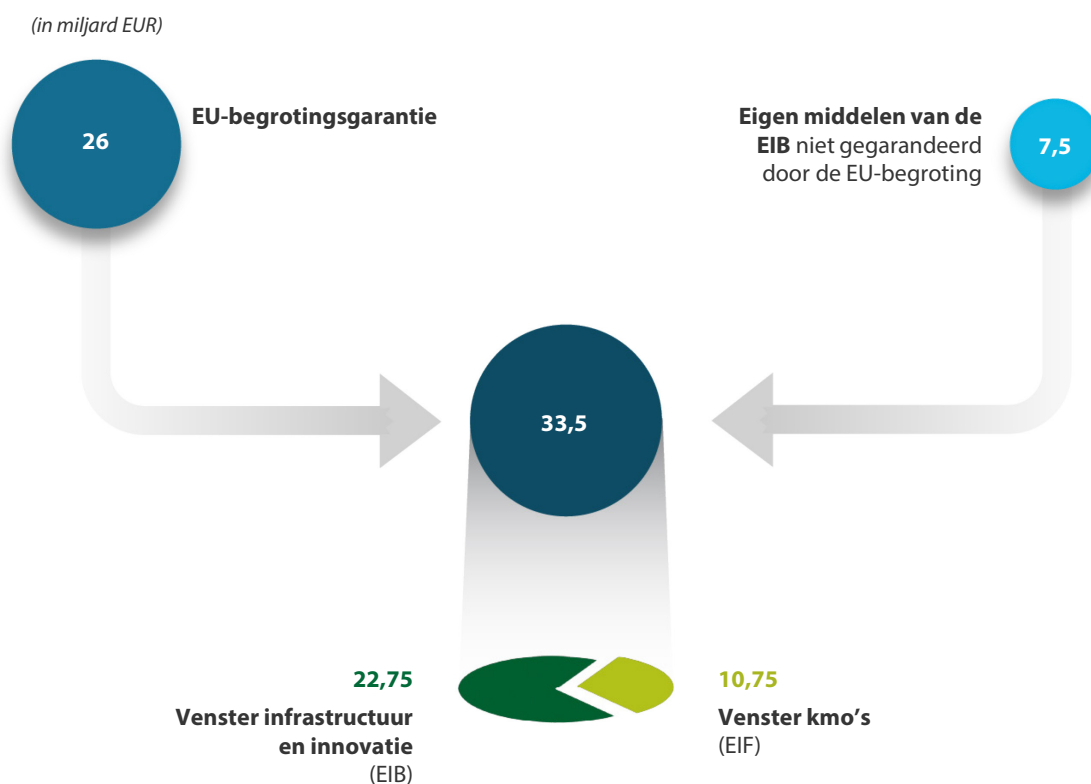 (in miljard EUR)
26
EU-begrotingsgarantie
Eigen middelen van de
EIB niet gegarandeerd
door de EU-begroting
7,5
33,5
22,75
Venster infrastructuur
en innovatie
(EIB)
10,75
Venster kmo's
(EIF)